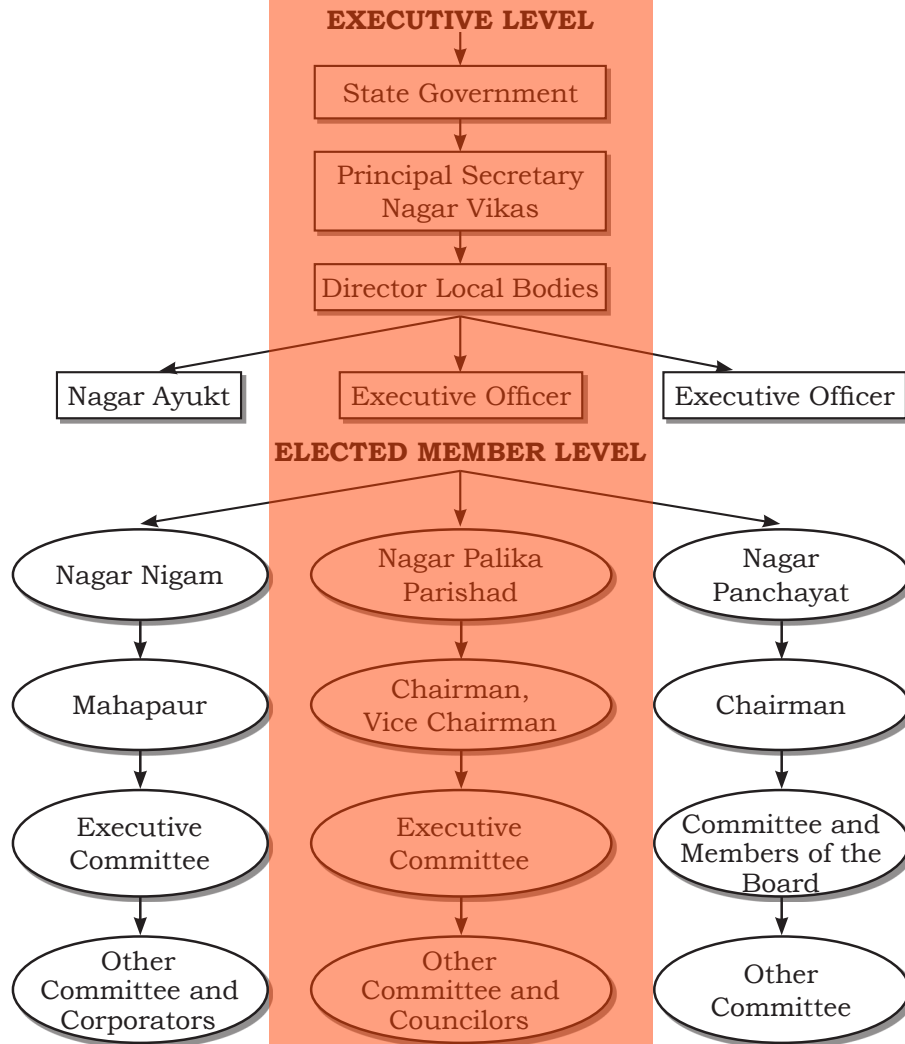 EXECUTIVE LEVEL
State Government
Principal Secretary
Nagar Vikas
Director Local Bodies
Nagar Ayukt
Executive Officer
Executive Officer
ELECTED MEMBER LEVEL
Nagar Nigam
Nagar Palika
Parishad
Nagar
Panchayat
Mahapaur
Chairman,
Vice Chairman
Chairman
Executive
Committee
Executive
Committee
Committee and
Members of the
Board
Other
Committee and
Corporators
Other
Committee and
Councilors
Other
Committee